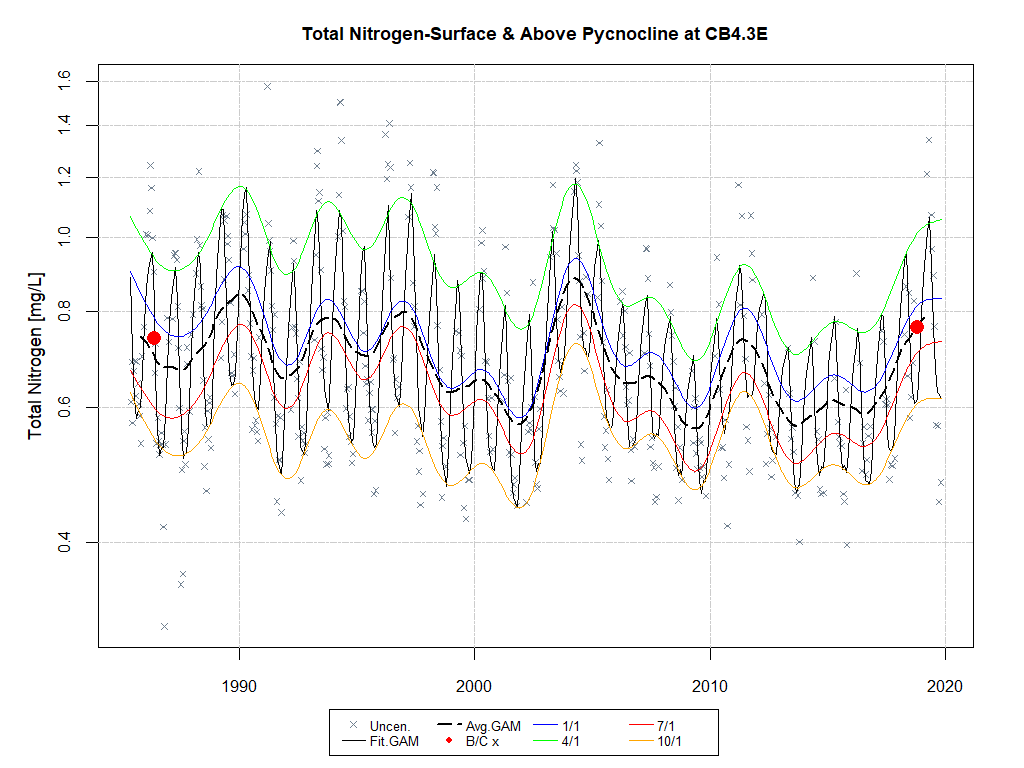 Total Nitrogen-Surface & Above Pycnocline at CB4.3E
Total Nitrogen [mg/L]
1.6
1.4
1.2
1.0
0.8
0.6
0.4
1990 2000 2010 2020
Uncen. Avg.GAM 1/1 7/1
Fit.GAM B/C x 4/1 10/1